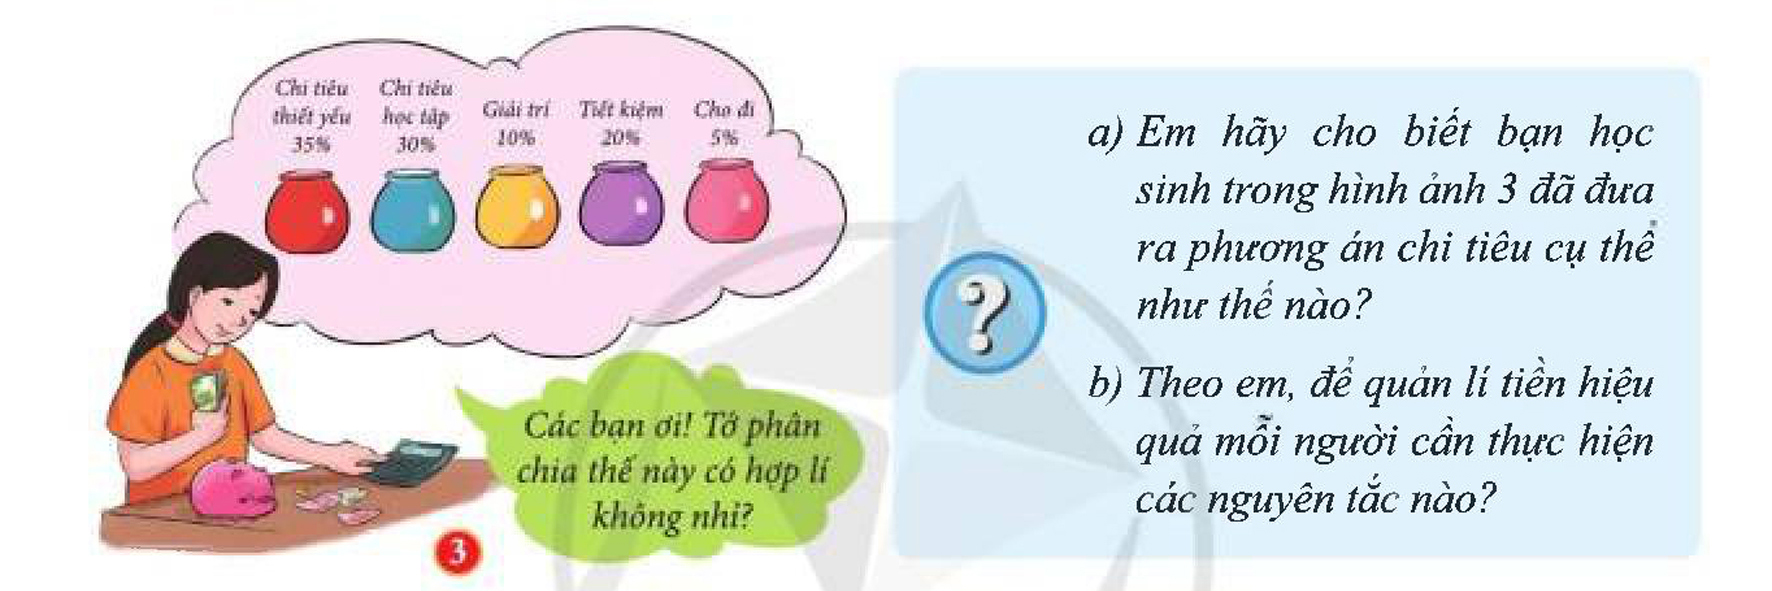 Chi tiêu
thiết yếu
35%
Chi tiêu
học tập
30%
Giải trí
10%
Tiết kiệm
20%
Cho đi
5%
Các bạn ơi! Tớ phân
chia thế này có hợp lí
không nhỉ?
3
a) Em hãy cho biết bạn học
sinh trong hình ảnh 3 đã đưa
ra phương án chi tiêu cụ thể
như thế nào?
b) Theo em, để quản lí tiền hiệu
quả mỗi người cần thực hiện
các nguyên tắc nào?